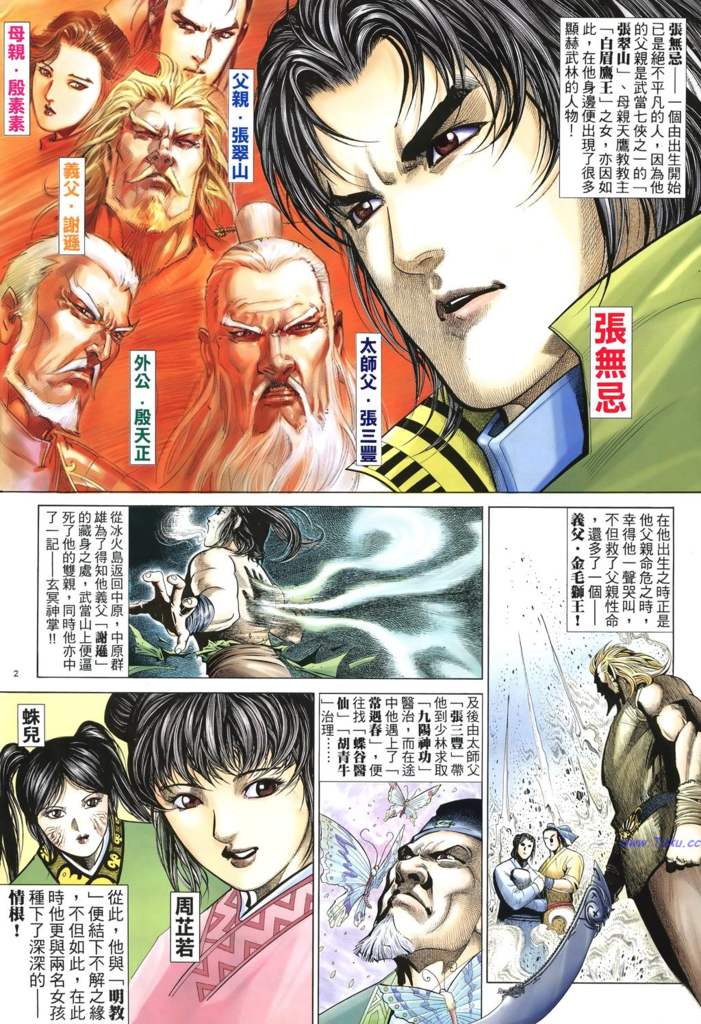 張無忌——一個由出生開始
已是絕不平凡的人，因為他
的父親是武當七俠之一的「
張翠山」、母親天鷹教教主
「白眉鷹王」之女，亦因如
此，在他身邊便出現了很多
顯赫武林的人物！
張無忌
父親．張翠山
母親．殷素素
義父．謝遜
太師父．張三豐
外公．殷天正
在他出生之時正是
他父親命危之時，
幸得他一聲哭叫，
不但救了父親性命
，還多了一個——
義父．金毛獅王！
從冰火島返回中原，中原群
雄為了得知他義父「謝遜」
的藏身之處，武當山上便逼
死了他的雙親，同時他亦中
了一記——玄冥神掌！！
及後由太師父
「張三豐」帶
他到少林求取
「九陽神功」
醫治，而在途
中他遇上了「
常遇春」，便
往找「蝶谷醫
仙」「胡青牛
」治理……
周芷若
蛛兒
從此，他與「明教
」便結下不解之緣
，不但如此，在此
時他更與兩名女孩
種下了深深的——
情根！
2